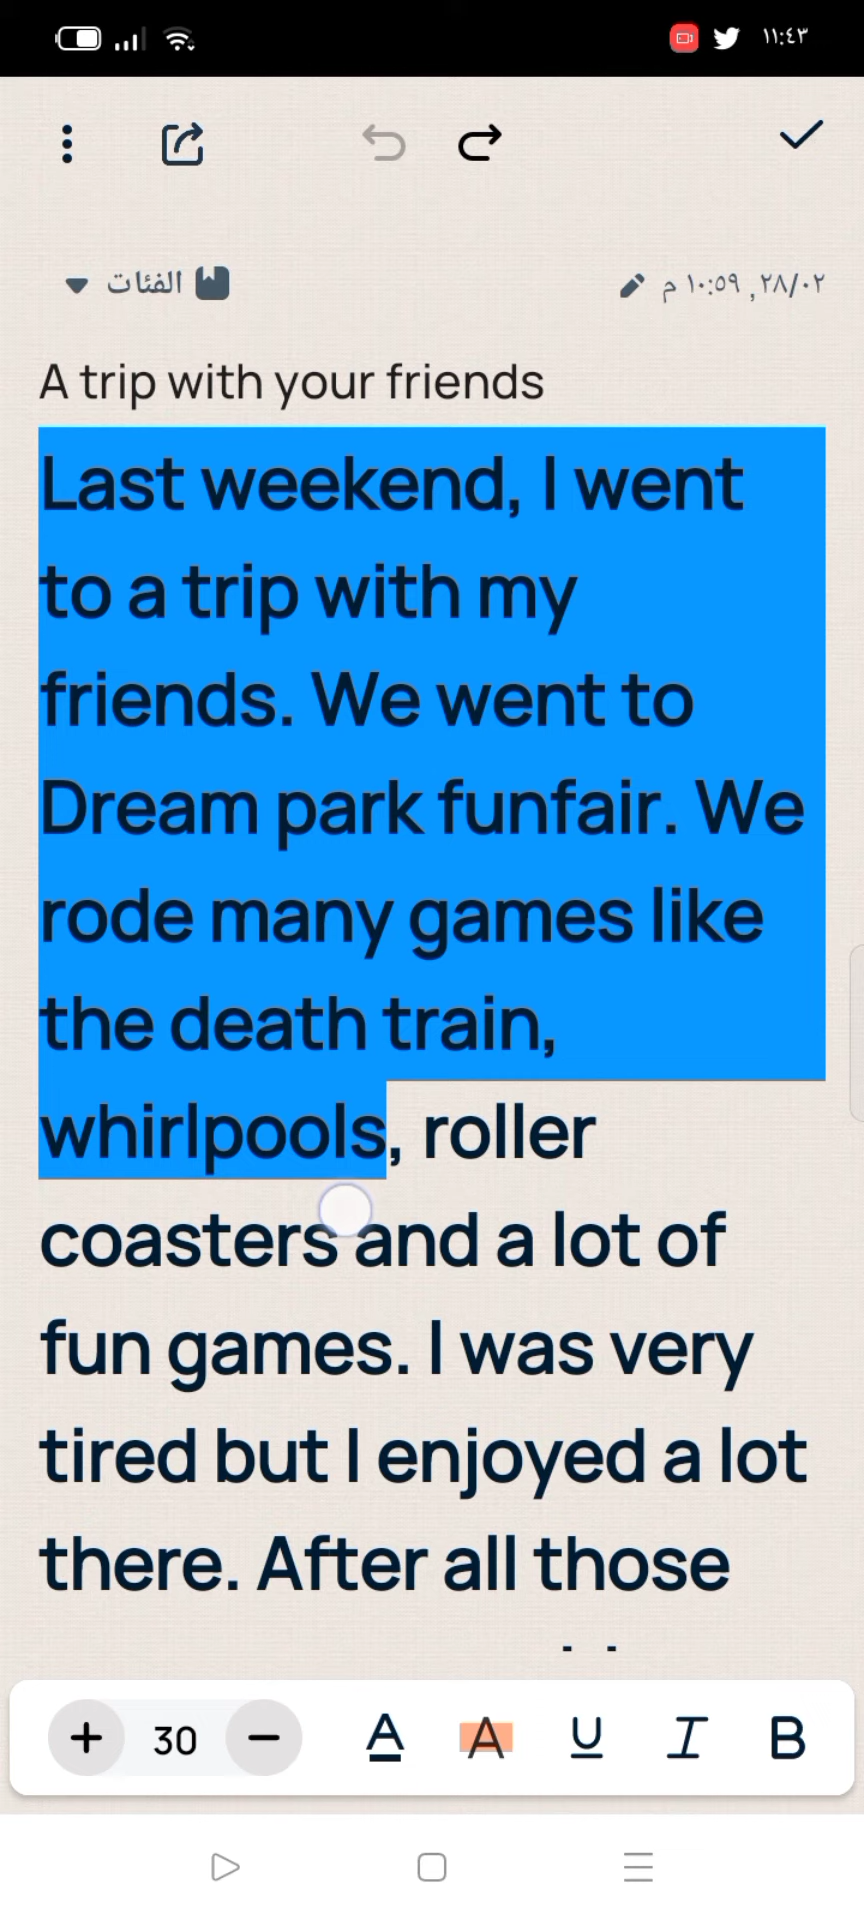 ١١:٤٣
الفئات
٢٨/٠٢, ١٠:٥٩ م
A trip with your friends
Last weekend, I went
to a trip with my
friends. We went to
Dream park funfair. We
rode many games like
the death train,
whirlpools, roller
coasters and a lot of
fun games. I was very
tired but I enjoyed a lot
there. After all those
30
A
A
U
I
B